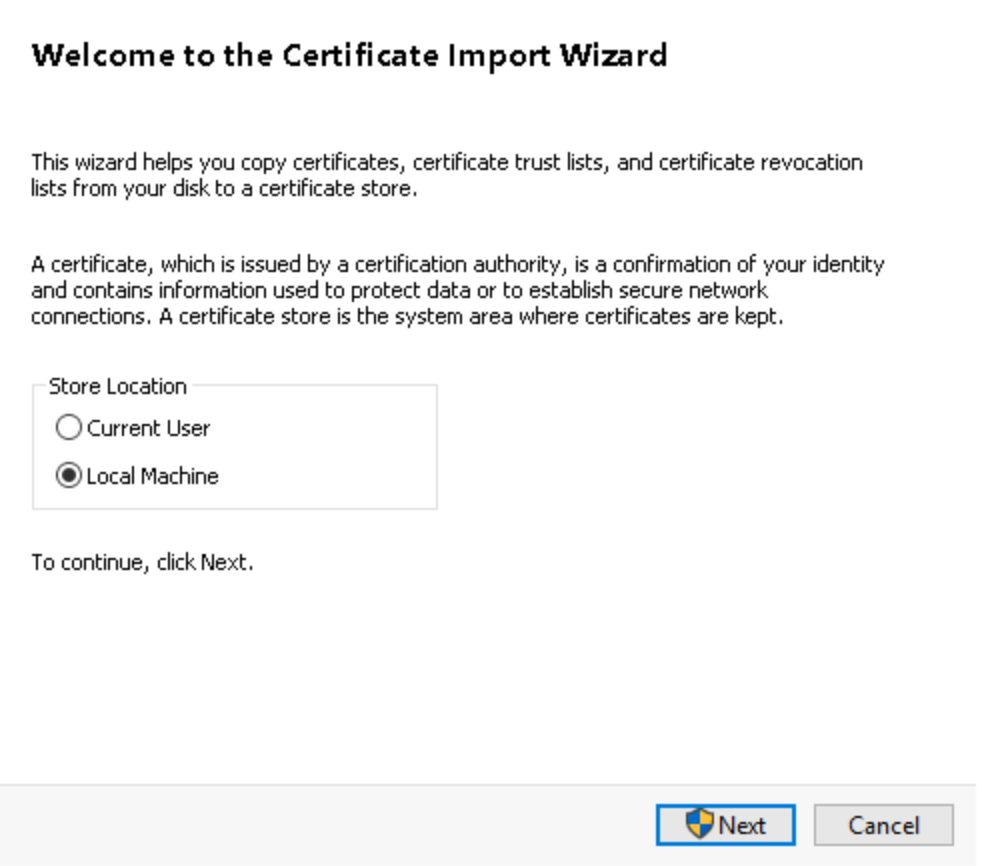 Welcome to the Certificate Import Wizard
This wizard helps you copy certificates, certificate trust lists, and certificate revocation
lists from your disk to a certificate store.
A certificate, which is issued by a certification authority, is a confirmation of your identity
and contains information used to protect data or to establish secure network
connections. A certificate store is the system area where certificates are kept.
Store Location
Current User
Local Machine
To continue, click Next.
Next
Cancel